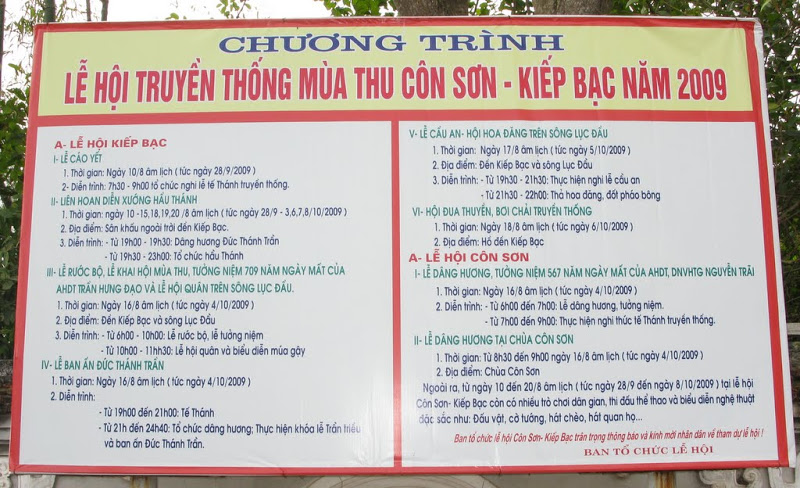 CHƯƠNG TRÌNH
LỄ HỘI TRUYỀN THỐNG MÙA THU CÔN SƠN - KIẾP BẠC NĂM 2009
A- LỄ HỘI KIẾP BẠC
I- LỄ CÁO YẾT
1. Thời gian: Ngày 10/8 âm lịch ( tức ngày 28/9/2009 )
2- Diễn trình: 7h30 - 9h00 tổ chức nghi lễ tế Thánh truyền thống.
II- LIÊN HOAN DIỄN XƯỚNG HẦU THÁNH
1. Thời gian: ngày 10 -15,18,19,20 /8 âm lịch ( tức ngày 28/9 - 3,6,7,8/10/2009 )
2. Địa điểm: Sân khấu ngoài trời đền Kiếp Bạc.
3. Diễn trình: - Từ 19h00 - 19h30: Dâng hương Đức Thánh Trần
- Từ 19h30 - 23h00: Tổ chức hầu Thánh
III- LỄ RƯỚC BỘ, LỄ KHAI HỘI MÙA THU, TƯỞNG NIỆM 709 NĂM NGÀY MẤT CỦA
AHDT TRẦN HƯNG ĐẠO VÀ LỄ HỘI QUÂN TRÊN SÔNG LỤC ĐẦU.
1. Thời gian: Ngày 16/8 âm lịch ( tức ngày 4/10/2009 )
2. Địa điểm: Đền Kiếp Bạc và sông Lục Đầu
3. Diễn trình: - Từ 6h00 - 10h00: Lễ rước bộ, lễ tưởng niệm
- Từ 10h00 - 11hh30: Lễ hội quân và biểu diễn múa gậy
IV- LỄ BAN ẤN ĐỨC THÁNH TRẦN
1. Thời gian: Ngày 16/8 âm lịch ( tức ngày 4/10/2009 )
2. Diễn trình:
- Từ 19h00 đến 21h00: Tế Thánh
- Từ 21h đến 24h40: Tổ chức dâng hương; Thực hiện khóa lễ Trần triều
và ban ấn Đức Thánh Trần.
V- LỄ CẦU AN- HỘI HOA ĐĂNG TRÊN SÔNG LỤC ĐẦU
1. Thời gian: Ngày 17/8 âm lịch ( tức ngày 5/10/2009 )
2. Địa điểm: Đền Kiếp Bạc và sông Lục Đầu
3. Diễn trình: - Từ 19h30 - 21h30: Thực hiện nghi lễ cầu an
- Từ 21h30 - 22h00: Thả hoa đăng, đốt pháo bông
VI- HỘI ĐUA THUYỀN, BƠI CHẢI TRUYỀN THỐNG
1. Thời gian: Ngày 18/8 âm lịch ( tức ngày 6/10/2009 )
2. Địa điểm: Hồ đền Kiếp Bạc
A- LỄ HỘI CÔN SƠN
I- LỄ DÂNG HƯƠNG, TƯỞNG NIỆM 567 NĂM NGÀY MẤT CỦA AHDT, DNVHTG NGUYỄN TRÃI
1. Thời gian: Ngày 16/8 âm lịch ( tức ngày 4/10/2009 )
2. Diễn trình: - Từ 6h00 đến 7h00: Lễ dâng hương, tưởng niệm.
- Từ 7h00 đến 9h00: Thực hiện nghi thức tế Thánh truyền thống.
II- LỄ DÂNG HƯƠNG TẠI CHÙA CÔN SƠN
1. Thời gian: Từ 8h30 đến 9h00 ngày 16/8 âm lịch ( tức ngày 4/10/2009 )
2. Địa điểm: Chùa Côn Sơn
Ngoài ra, từ ngày 10 đến 20/8 âm lịch ( tức từ ngày 28/9 đến ngày 8/10/2009 ) tại lễ hội
Côn Sơn- Kiếp Bạc còn có nhiều trò chơi dân gian, thi đấu thể thao và biểu diễn nghệ thuật
đặc sắc như: Đấu vật, cờ tướng, hát chèo, hát quan họ...
Ban tổ chức lễ hội Côn Sơn- Kiếp Bạc trân trọng thông báo và kính mời nhân dân về tham dự lễ hội !
BAN TỔ CHỨC LỄ HỘI